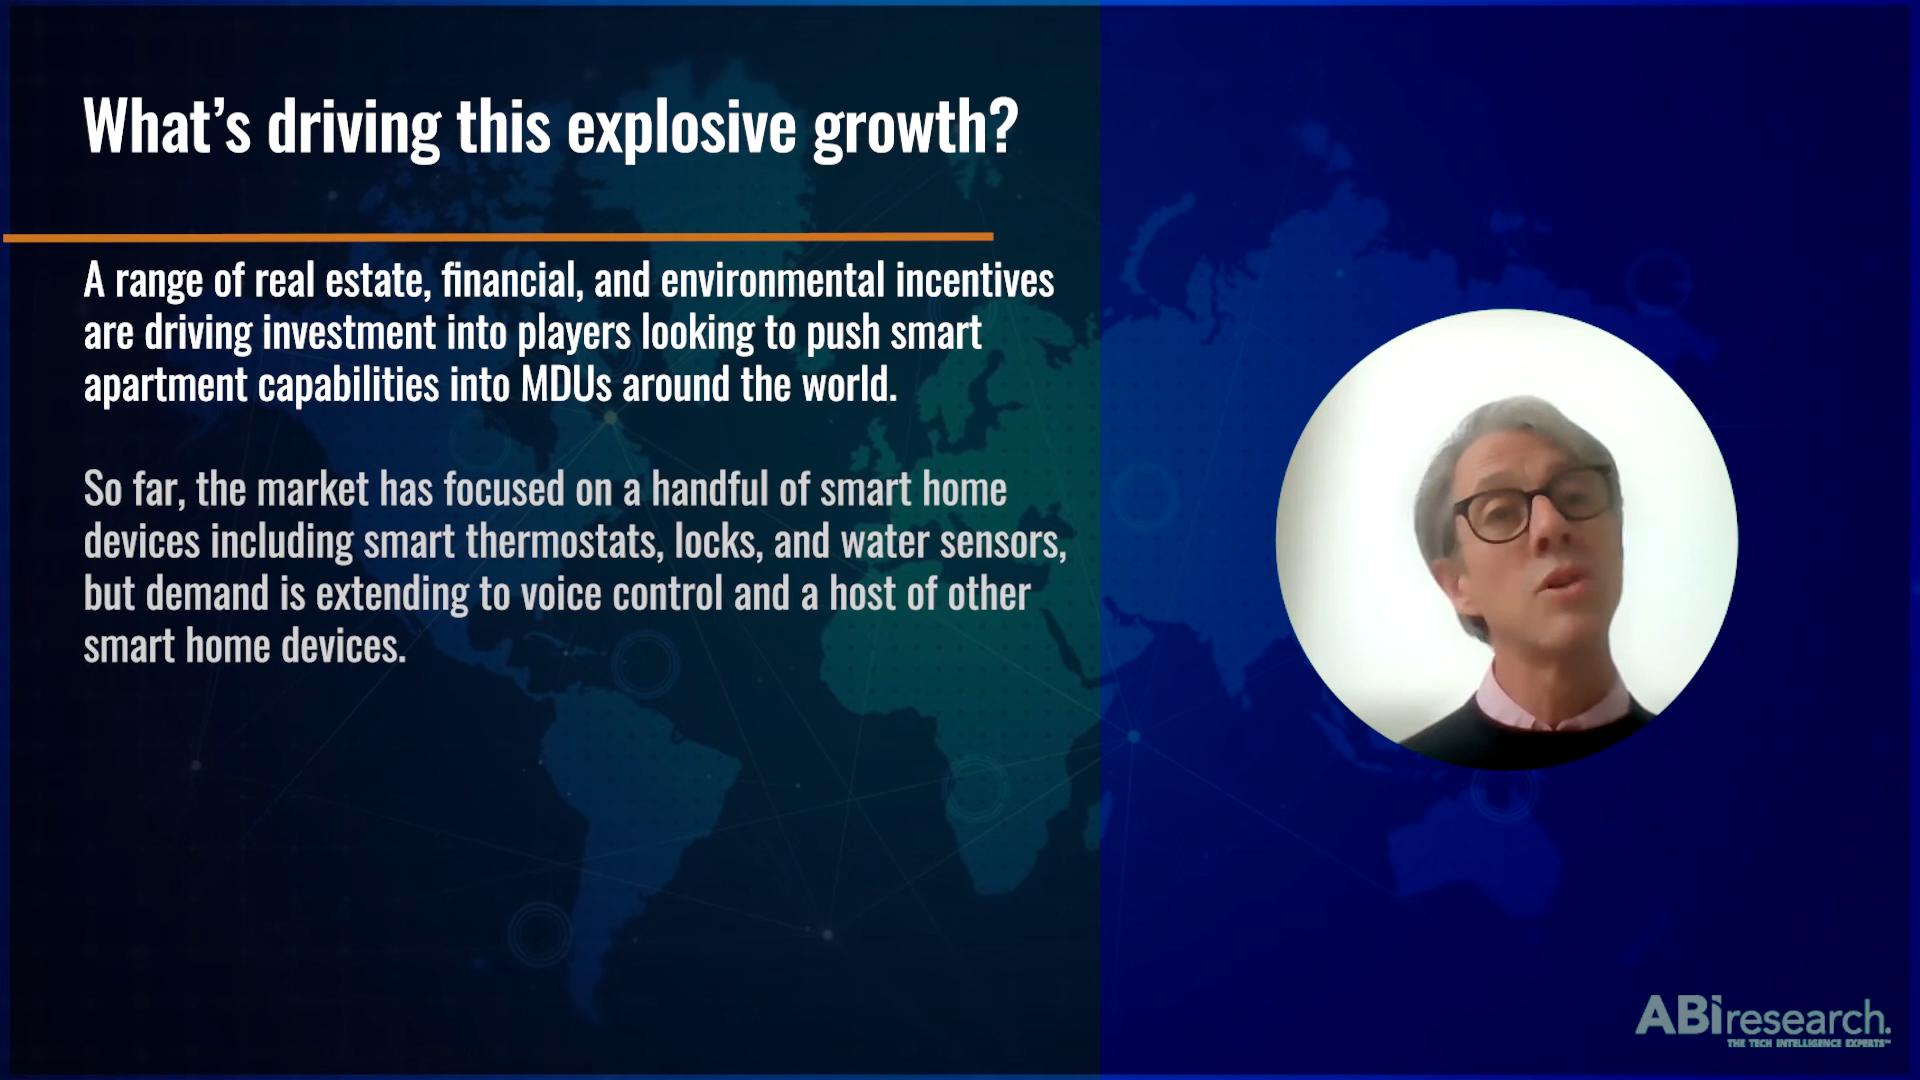 What's driving this explosive growth?
A range of real estate, financial, and environmental incentives
are driving investment into players looking to push smart
apartment capabilities into MDUs around the world.
So far, the market has focused on a handful of smart home
devices including smart thermostats, locks, and water sensors,
but demand is extending to voice control and a host of other
smart home devices.
ABiresearch.
THE TECH INTELLIGENCE EXPERTS™